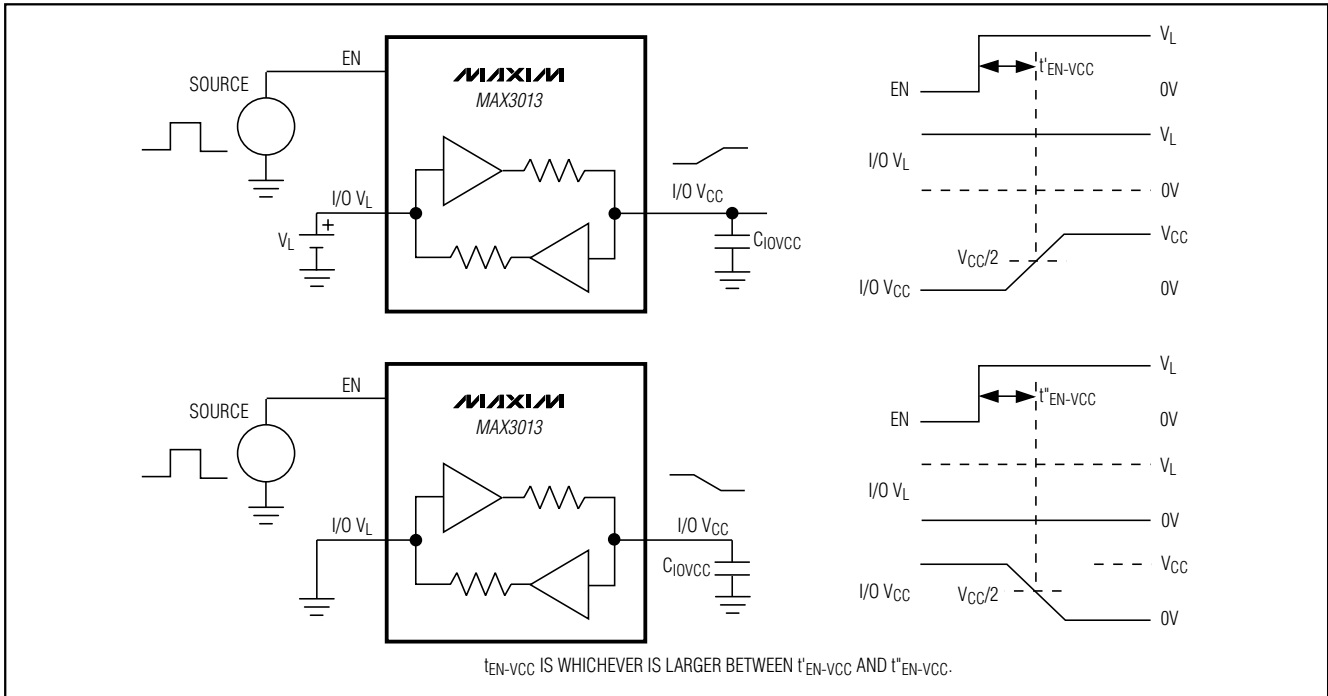 EN
SOURCE
MAXIM
MAX3013
I/O VL
VL
+
I/O VCC
CIOVCC
EN
VL
t'EN-VCC
0V
I/O VL
VL
0V
I/O VCC
VCC/2
VCC
0V
EN
SOURCE
MAXIM
MAX3013
I/O VL
I/O VCC
CIOVCC
EN
VL
t"EN-VCC
0V
I/O VL
VL
0V
I/O VCC
VCC/2
VCC
0V
tEN-VCC IS WHICHEVER IS LARGER BETWEEN t'EN-VCC AND t"EN-VCC.